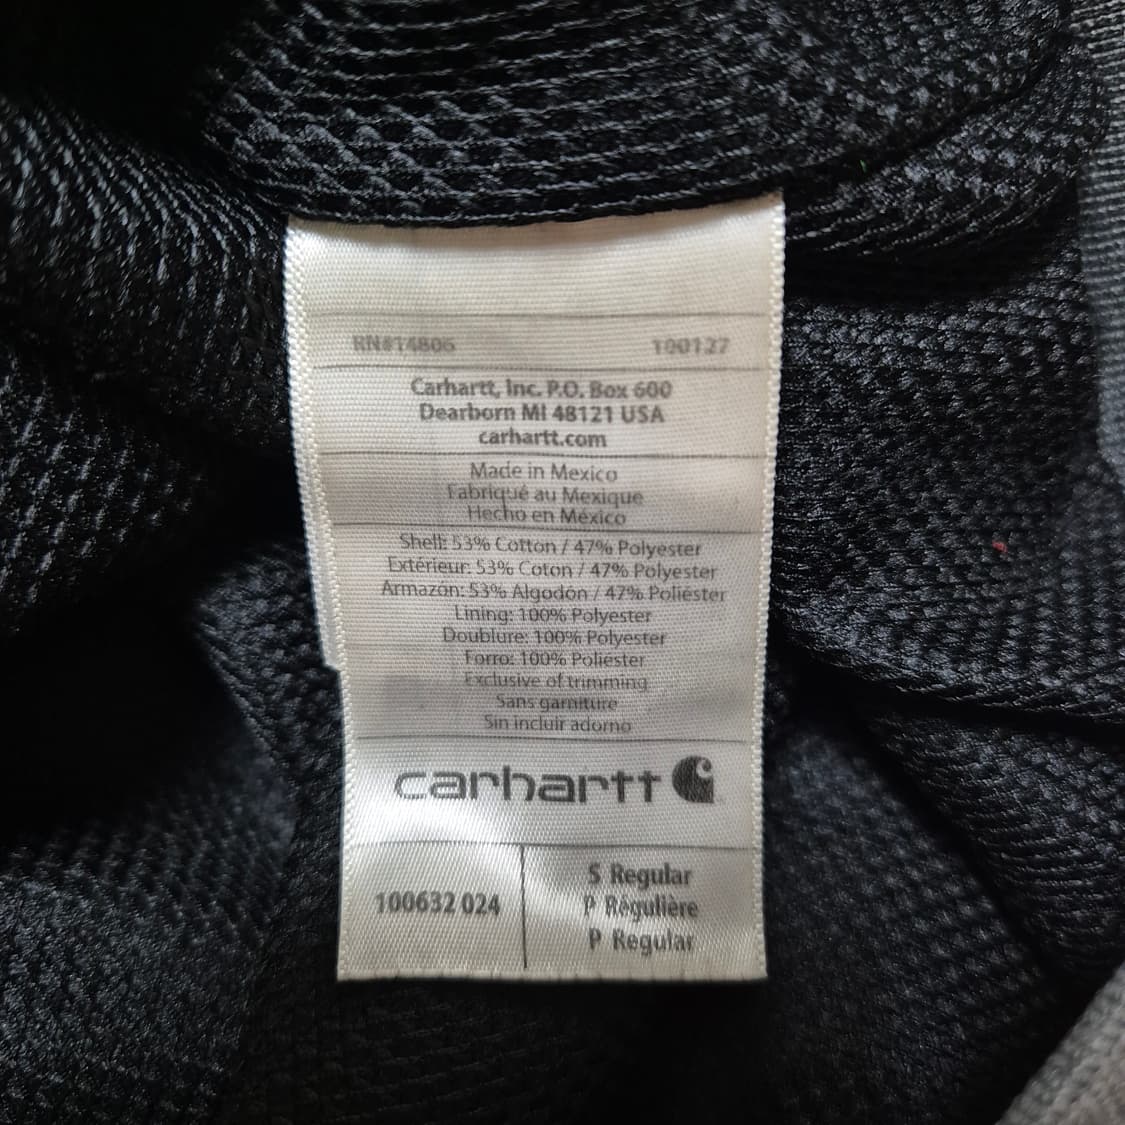 RN#14806 100127
Carhartt, Inc. P.O. Box 600
Dearborn MI 48121 USA
carhartt.com
Made in Mexico
Fabriqué au Mexique
Hecho en México
Shell: 53% Cotton / 47% Polyester
Extérieur: 53% Coton / 47% Polyester
Armazón: 53% Algodón / 47% Poliéster
Lining: 100% Polyester
Doublure: 100% Polyester
Forro: 100% Poliéster
Exclusive of trimming
Sans garniture
Sin incluir adorno
carhartt
100632 024
S Regular
P Régulière
P Regular